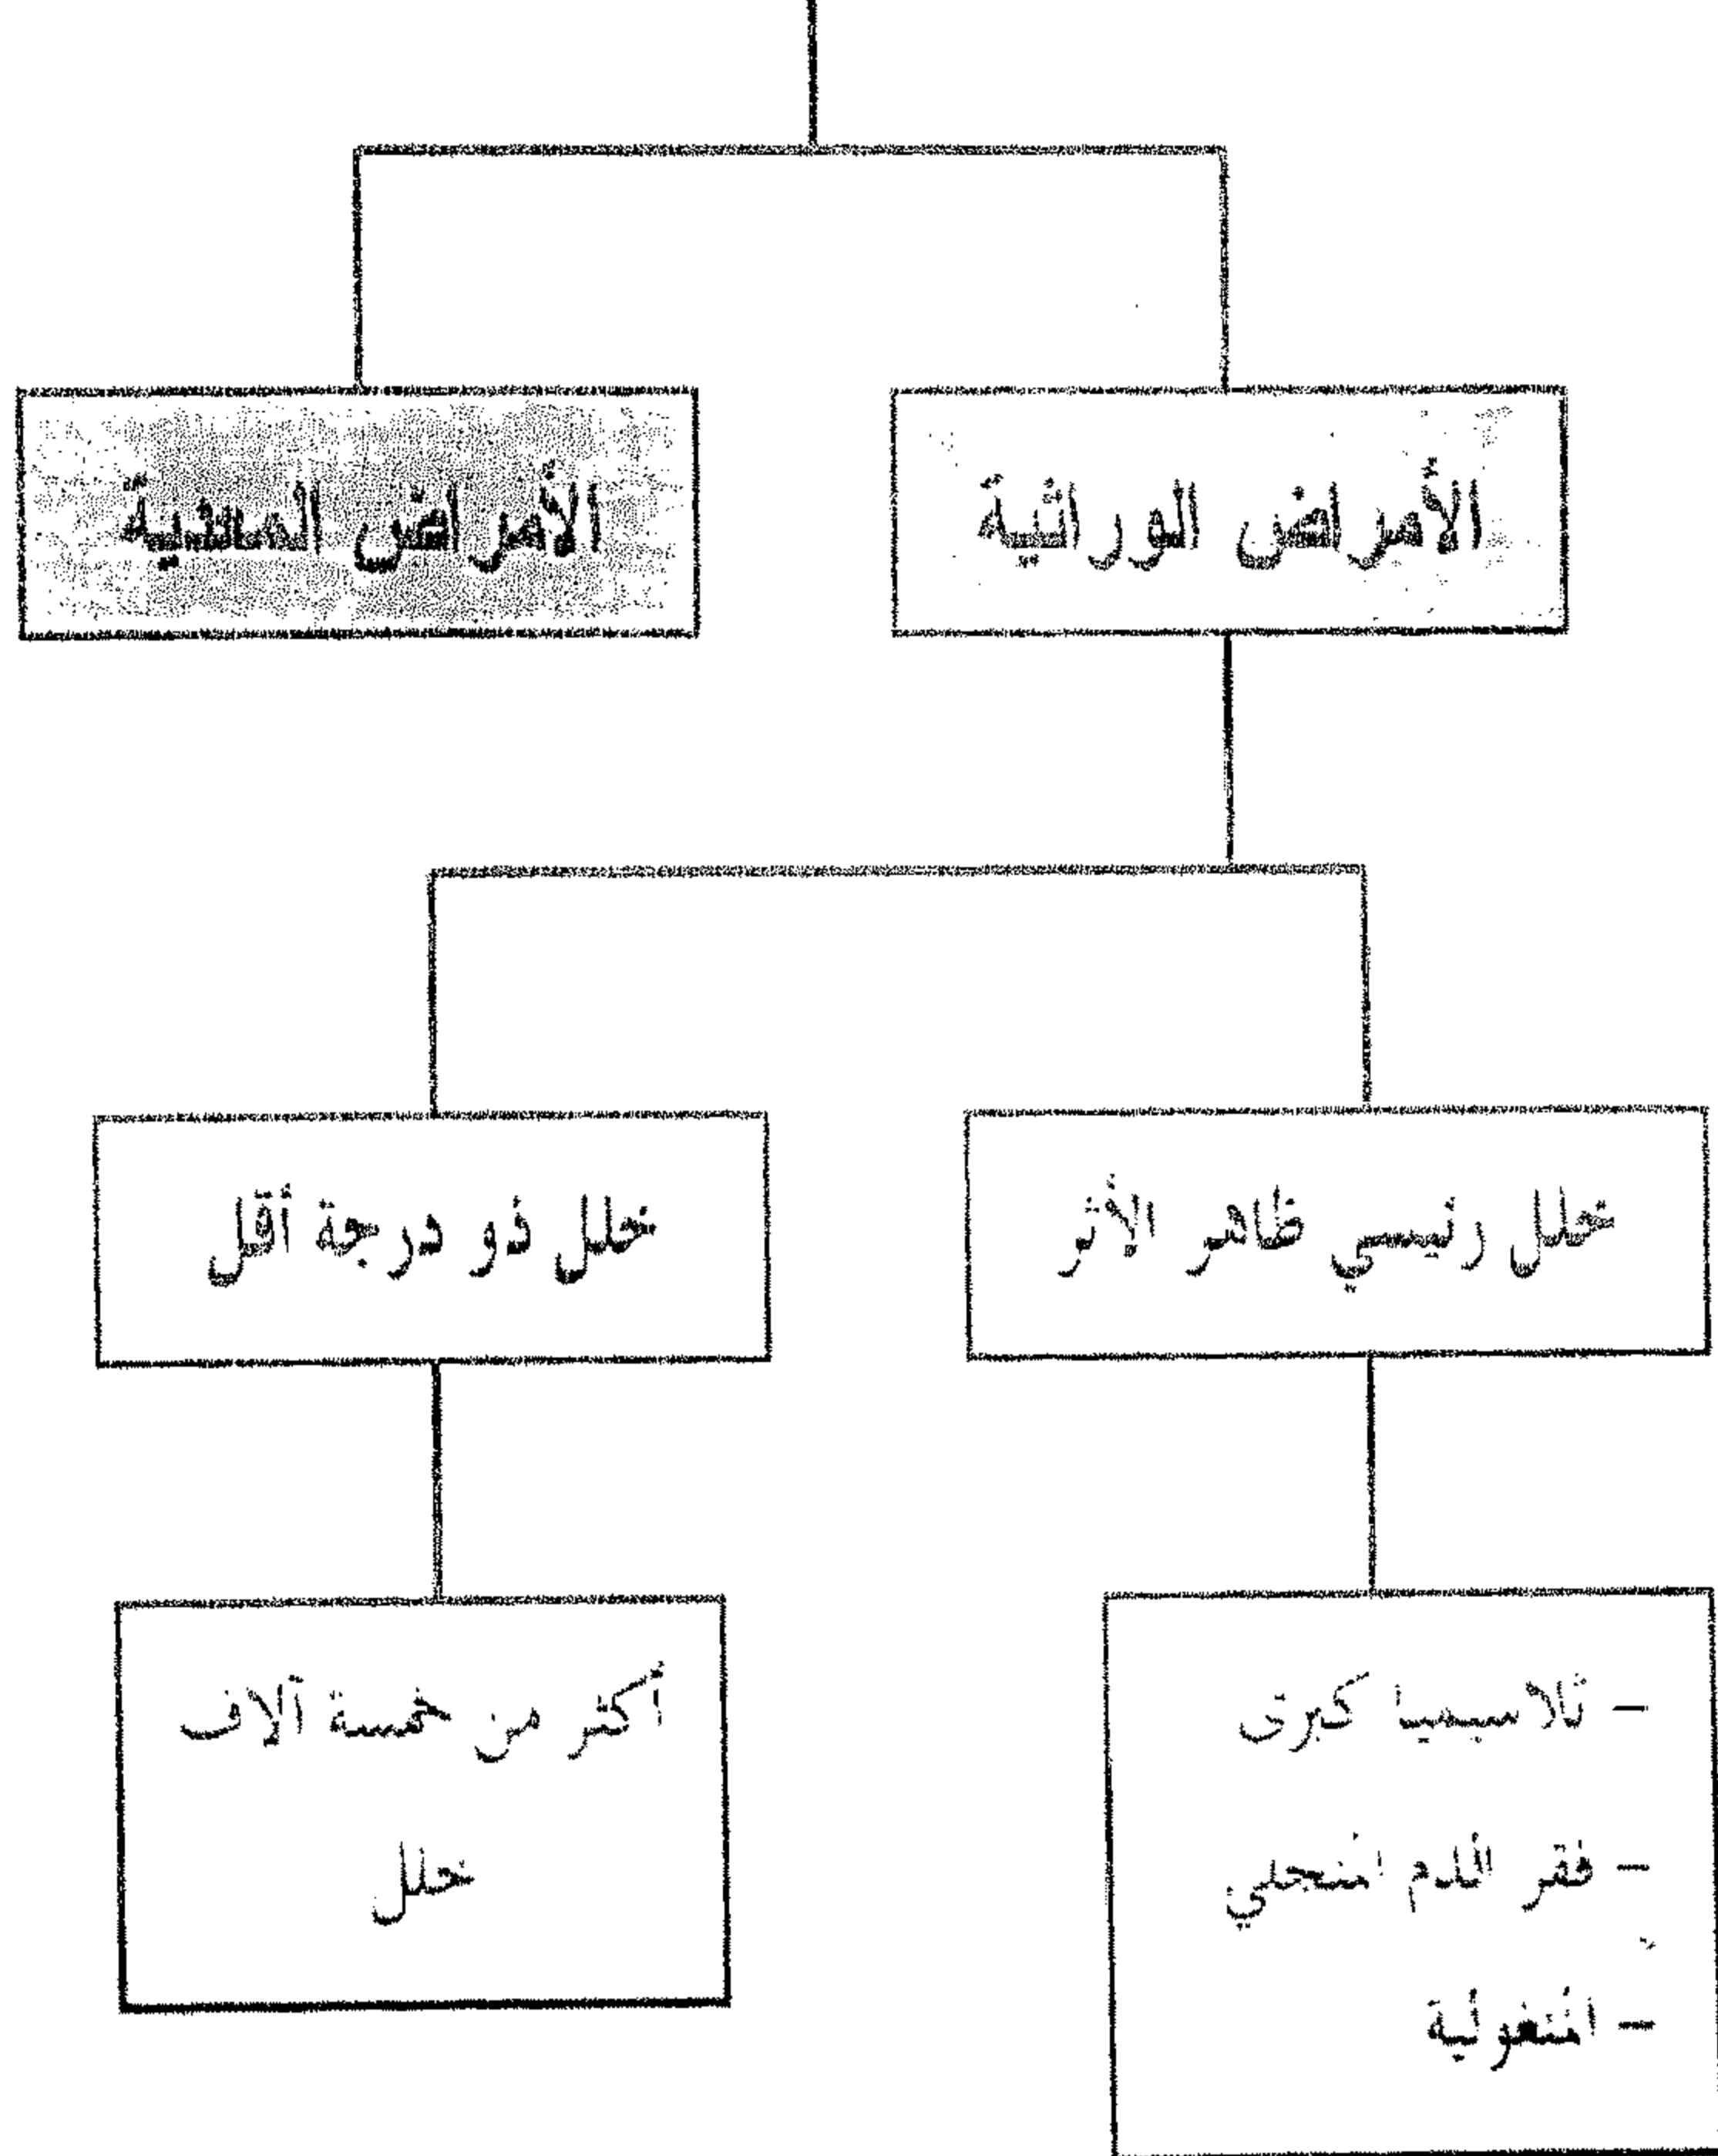 الأمراض الوراثية
الأمراض المعدية
خلل رئيسي ظاهر الأثر
خلل ذو درجة أقل
– ثلاسيميا كبرى
– فقر الدم المنجلي
– المنغولية
أكثر من خمسة آلاف
خلل